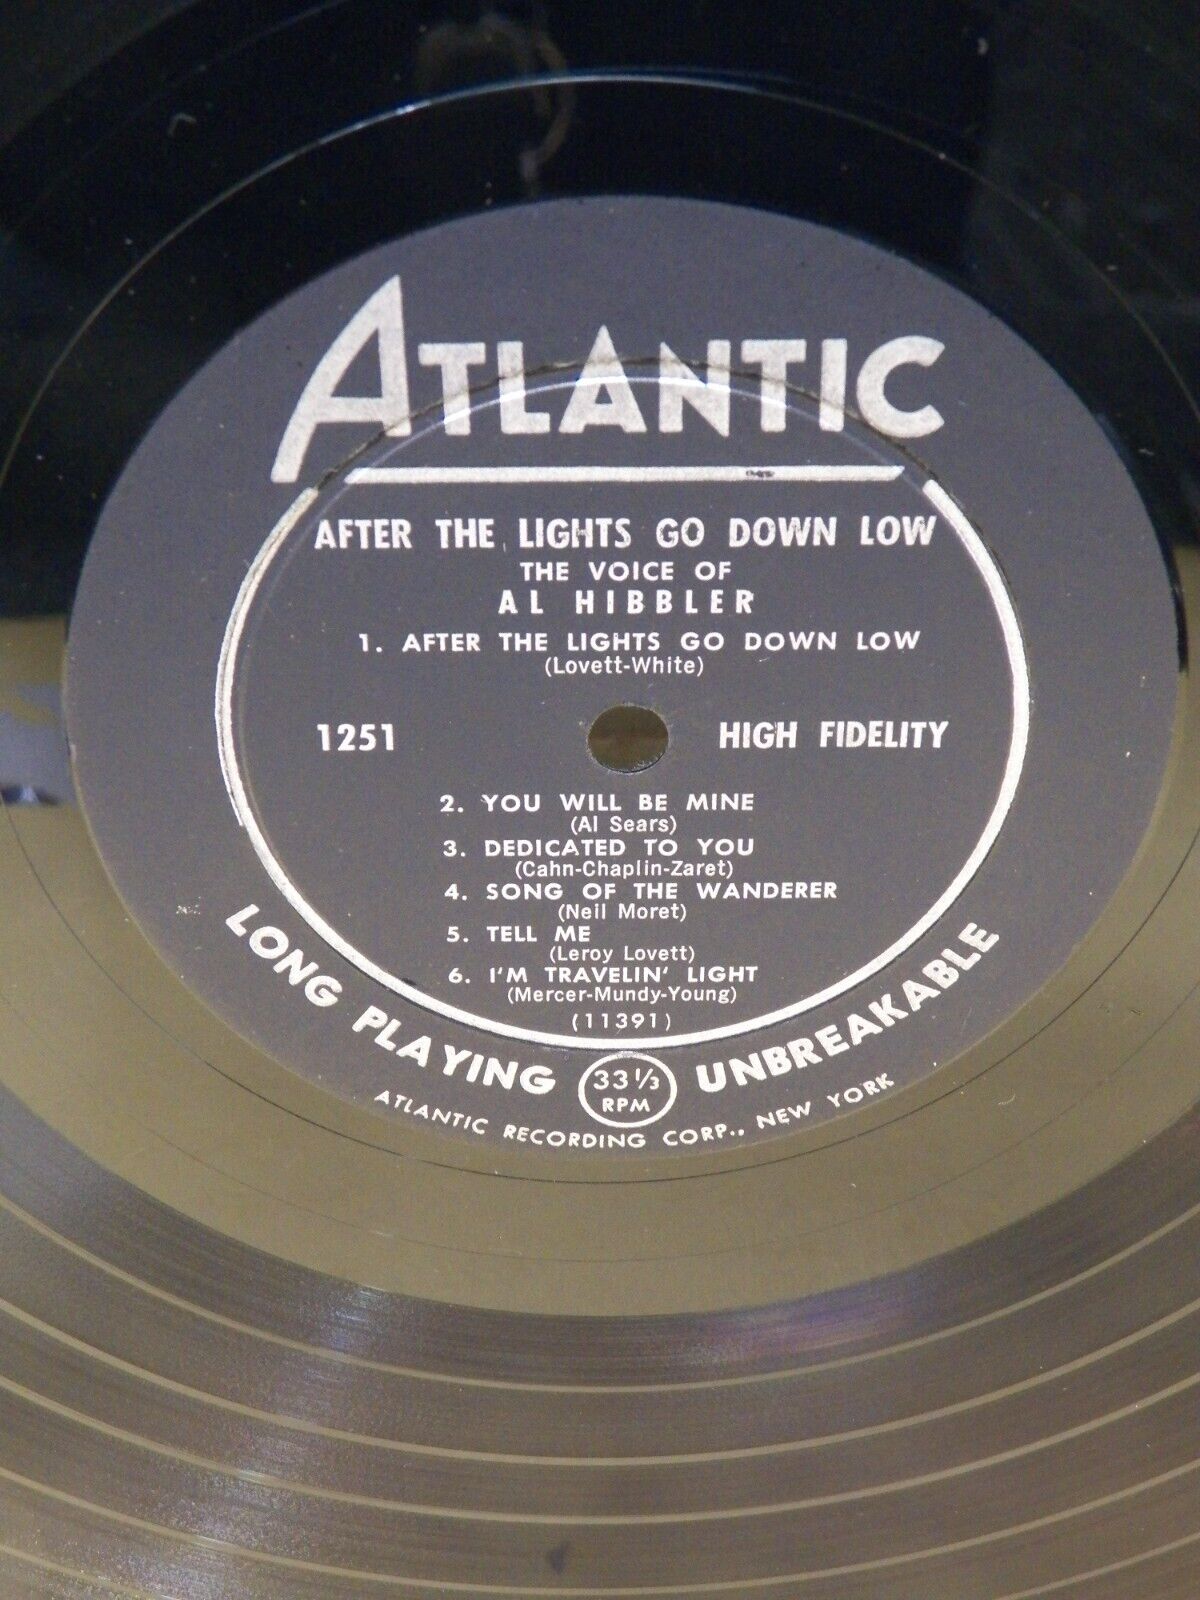 ATLANTIC
AFTER THE LIGHTS GO DOWN LOW
THE VOICE OF
AL HIBBLER
1. AFTER THE LIGHTS GO DOWN LOW
(Lovett-White)
1251 HIGH FIDELITY
2. YOU WILL BE MINE
(Al Sears)
3. DEDICATED TO YOU
(Cahn-Chaplin-Zaret)
4. SONG OF THE WANDERER
(Neil Moret)
5. TELL ME
(Leroy Lovett)
6. I'M TRAVELIN' LIGHT
(Mercer-Mundy-Young)
(11391)
LONG PLAYING 33 1/3 RPM UNBREAKABLE
ATLANTIC RECORDING CORP., NEW YORK